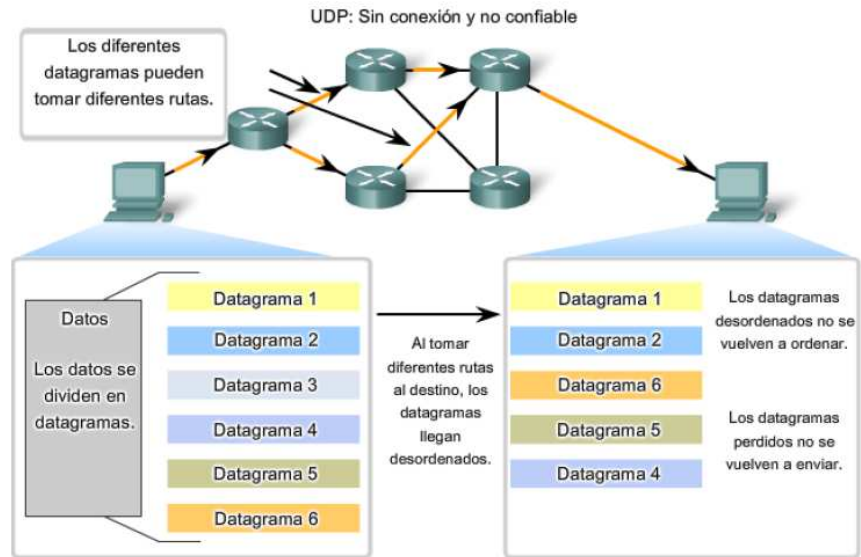 UDP: Sin conexión y no confiable
Los diferentes
datagramas pueden
tomar diferentes rutas.
Datos
Los datos se
dividen en
datagramas.
Datagrama 1
Datagrama 2
Datagrama 3
Datagrama 4
Datagrama 5
Datagrama 6
Al tomar
diferentes rutas
al destino, los
datagramas
llegan
desordenados.
Datagrama 1
Datagrama 2
Datagrama 6
Datagrama 5
Datagrama 4
Los datagramas
desordenados no se
vuelven a ordenar.
Los datagramas
perdidos no se
vuelven a enviar.